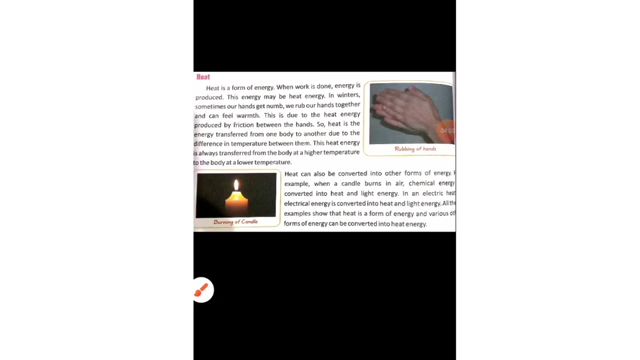 Heat
Heat is a form of energy. When work is done, energy is
produced. This energy may be heat energy. In winters,
sometimes our hands get numb, we rub our hands together
and can feel warmth. This is due to the heat energy
produced by friction between the hands. So, heat is the
energy transferred from one body to another due to the
difference in temperature between them. This heat energy
is always transferred from the body at a higher temperature
to the body at a lower temperature.
Rubbing of hands
Heat can also be converted into other forms of energy.
example, when a candle burns in air, chemical energy
converted into heat and light energy. In an electric
electrical energy is converted into heat and light energy. All
examples show that heat is a form of energy and various
forms of energy can be converted into heat energy.
Burning of Candle